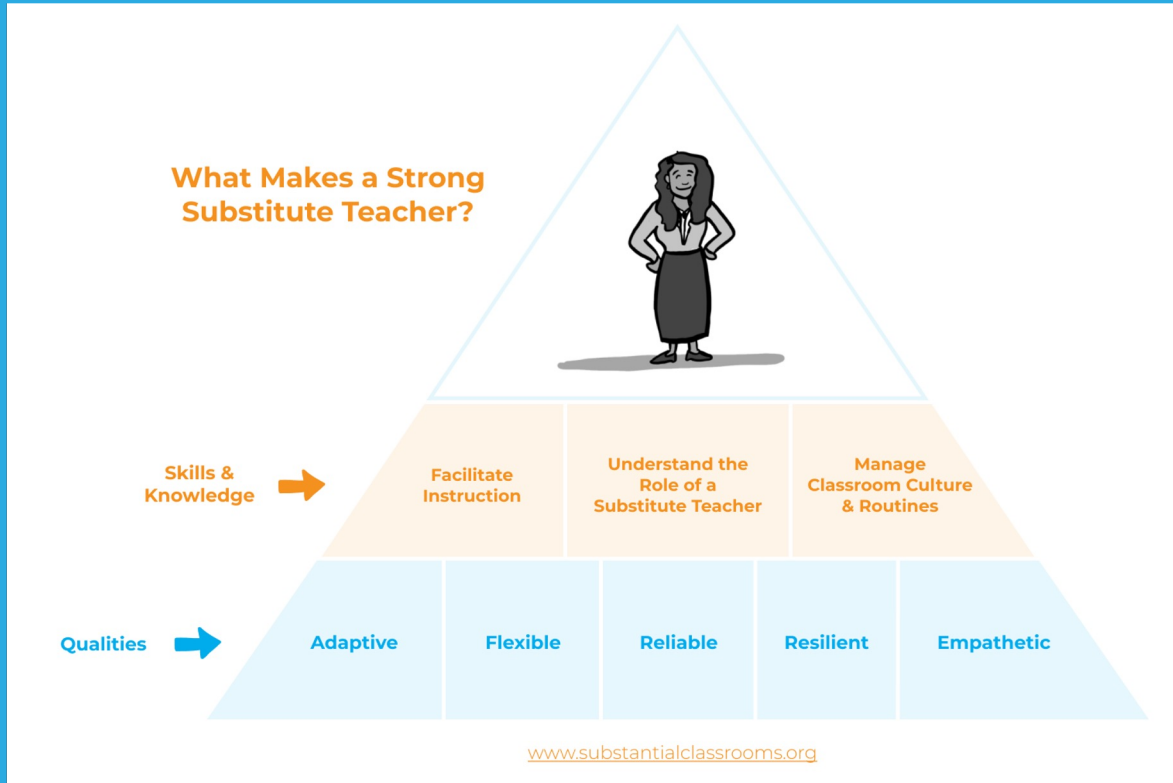 What Makes a Strong
Substitute Teacher?
Skills &
Knowledge
Facilitate
Instruction
Understand the
Role of a
Substitute Teacher
Manage
Classroom Culture
& Routines
Qualities
Adaptive
Flexible
Reliable
Resilient
Empathetic
www.substantialclassrooms.org